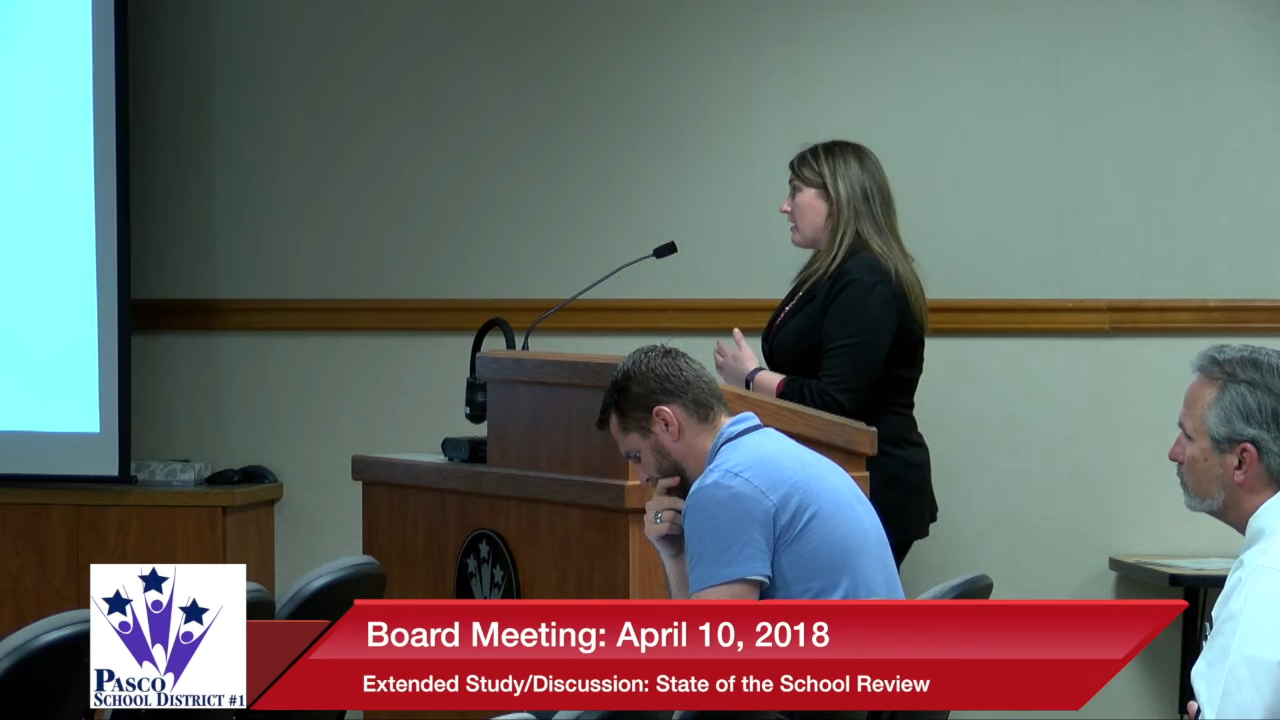 Board Meeting: April 10, 2018
Extended Study/Discussion: State of the School Review
PASCO
SCHOOL DISTRICT #1